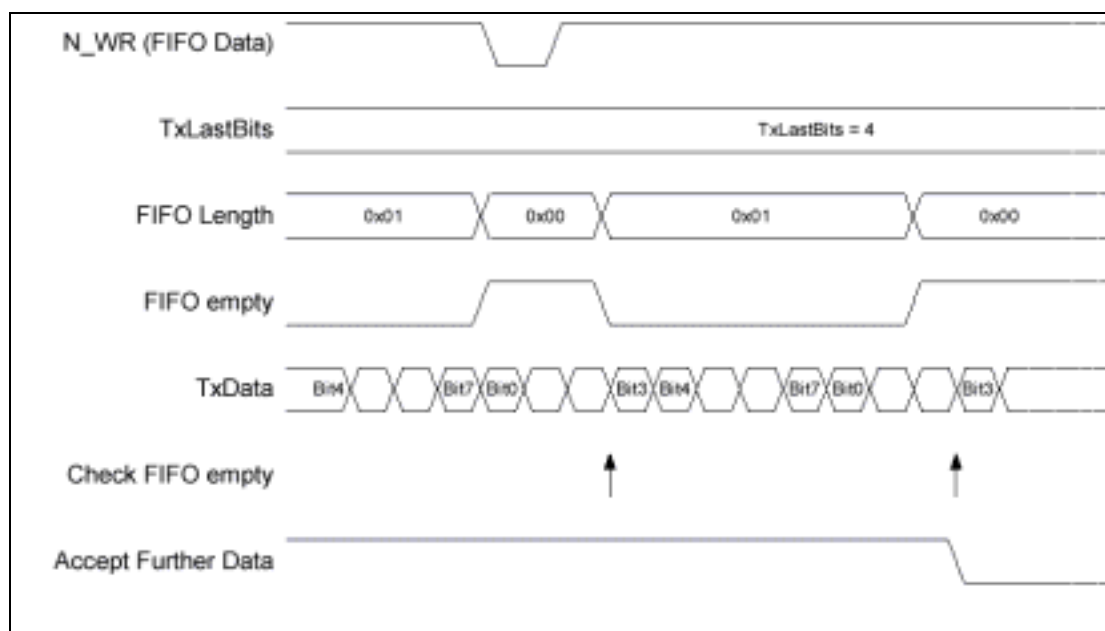 N_WR (FIFO Data)
TxLastBits
TxLastBits = 4
FIFO Length
0x01
0x00
0x01
0x00
FIFO empty
TxData
Bit4
Bit7
Bit0
Bit3
Bit4
Bit7
Bit0
Bit3
Check FIFO empty
Accept Further Data